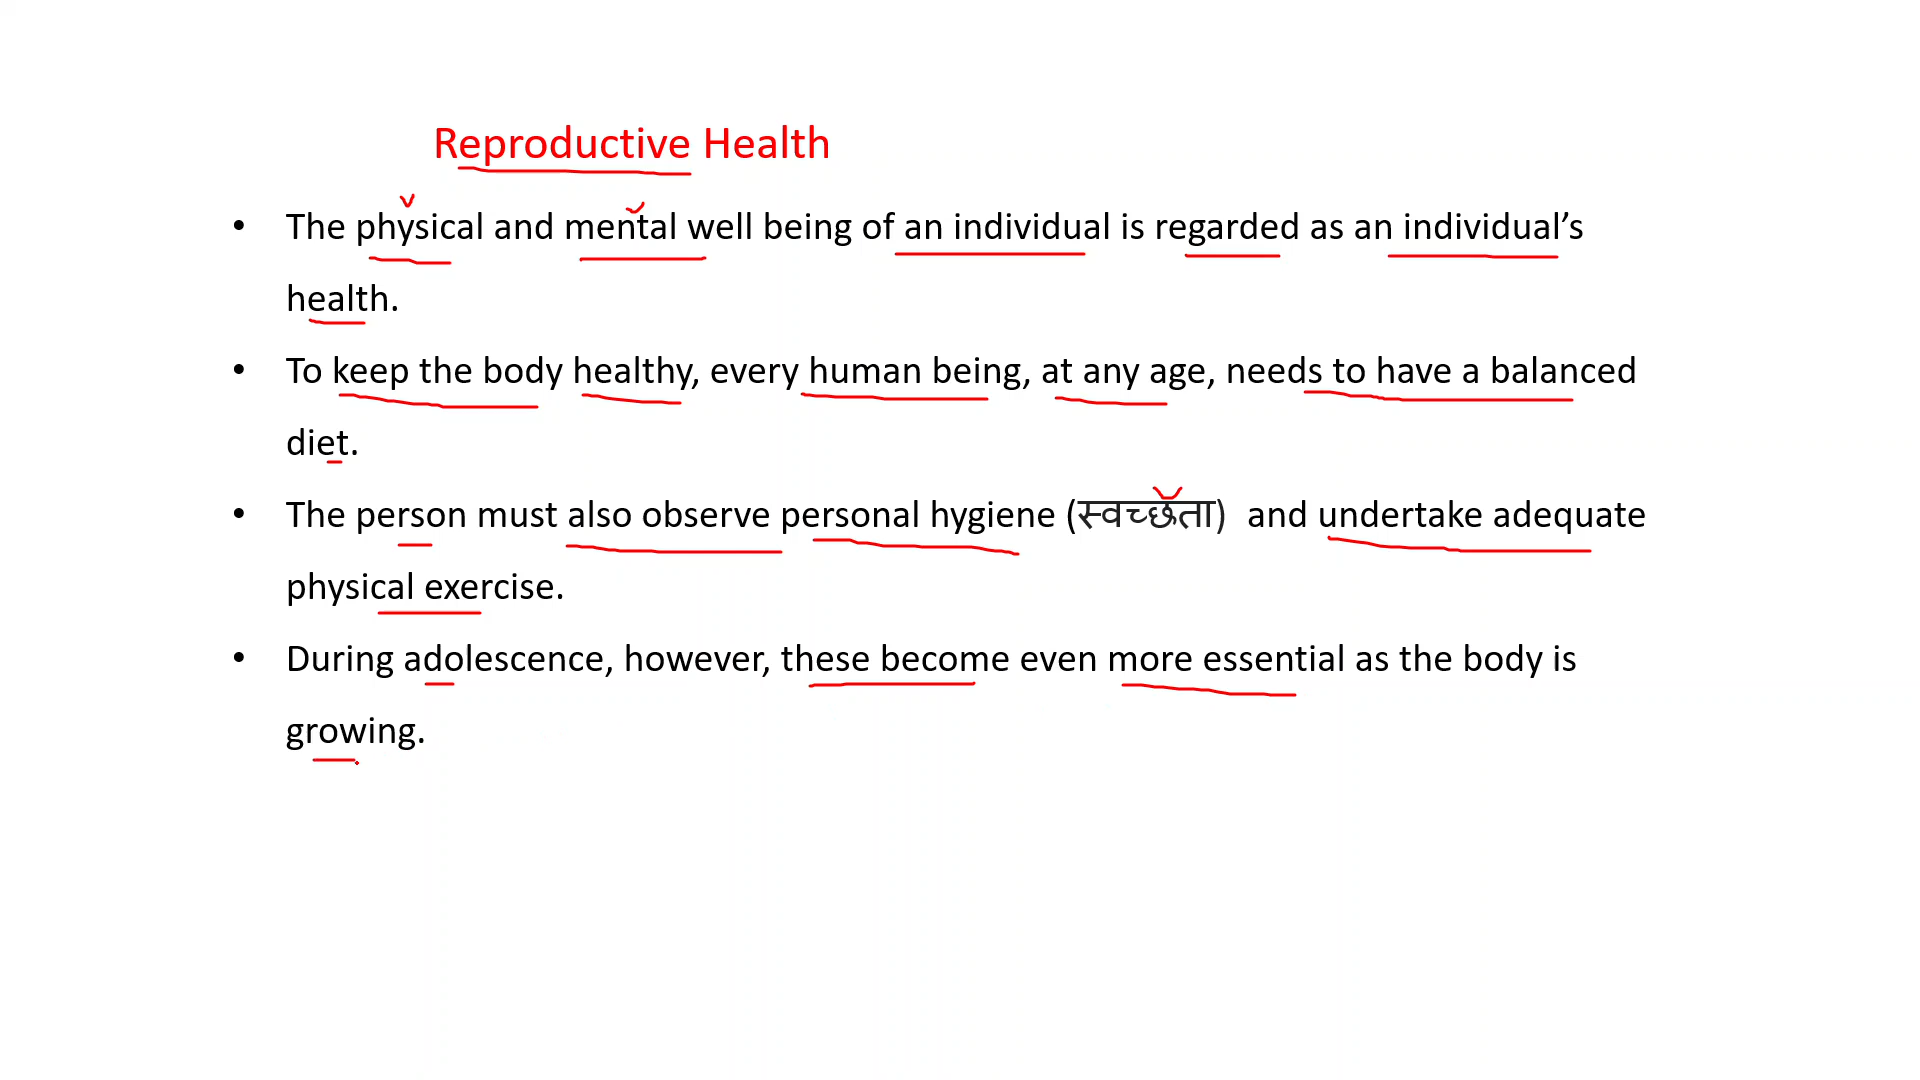 Reproductive Health
• The physical and mental well being of an individual is regarded as an individual’s
health.
• To keep the body healthy, every human being, at any age, needs to have a balanced
diet.
• The person must also observe personal hygiene (स्वच्छता) and undertake adequate
physical exercise.
• During adolescence, however, these become even more essential as the body is
growing.